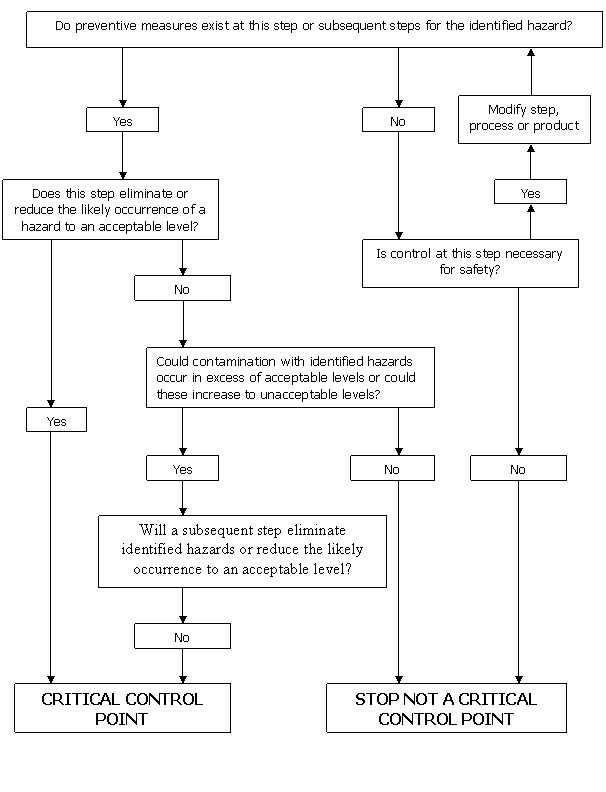 Do preventive measures exist at this step or subsequent steps for the identified hazard?
Yes
No
Modify step,
process or product
Yes
Does this step eliminate or
reduce the likely occurrence of a
hazard to an acceptable level?
Is control at this step necessary
for safety?
No
Could contamination with identified hazards
occur in excess of acceptable levels or could
these increase to unacceptable levels?
Yes
Yes
No
No
Will a subsequent step eliminate
identified hazards or reduce the likely
occurrence to an acceptable level?
No
CRITICAL CONTROL
POINT
STOP NOT A CRITICAL
CONTROL POINT